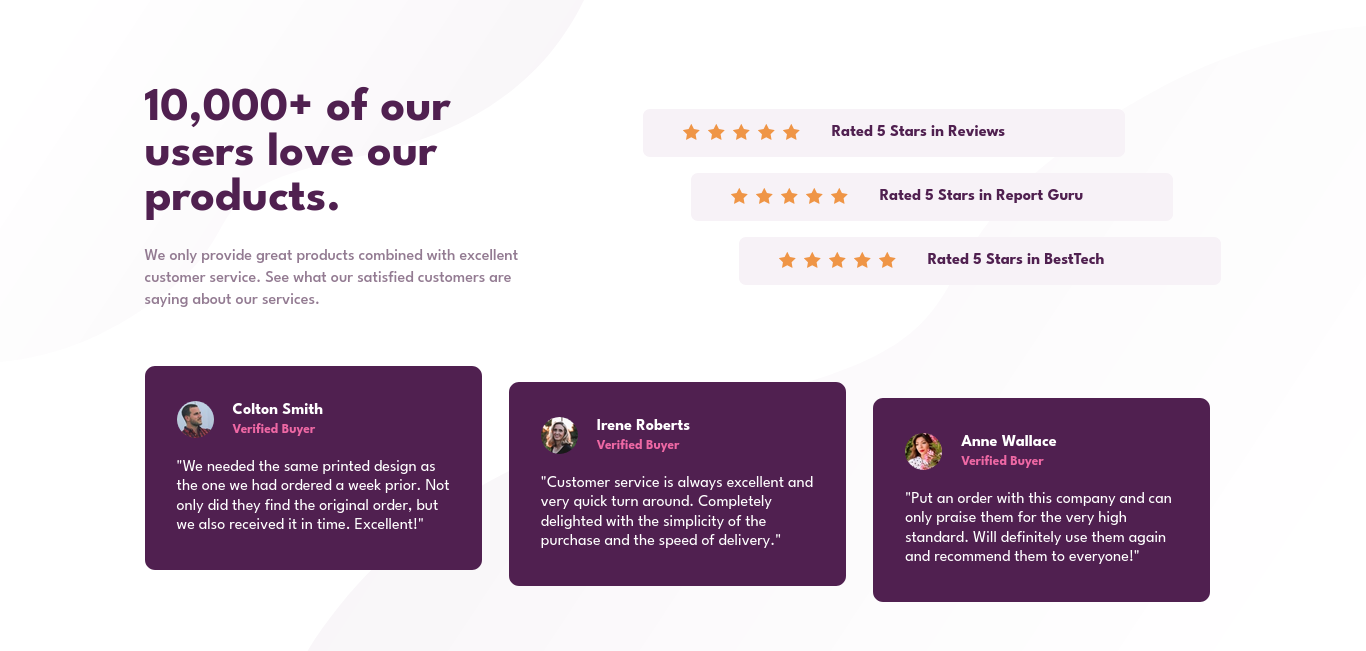 10,000+ of our
users love our
products.
We only provide great products combined with excellent
customer service. See what our satisfied customers are
saying about our services.
Rated 5 Stars in Reviews
Rated 5 Stars in Report Guru
Rated 5 Stars in BestTech
Colton Smith
Verified Buyer
"We needed the same printed design as
the one we had ordered a week prior. Not
only did they find the original order, but
we also received it in time. Excellent!"
Irene Roberts
Verified Buyer
"Customer service is always excellent and
very quick turn around. Completely
delighted with the simplicity of the
purchase and the speed of delivery."
Anne Wallace
Verified Buyer
"Put an order with this company and can
only praise them for the very high
standard. Will definitely use them again
and recommend them to everyone!"